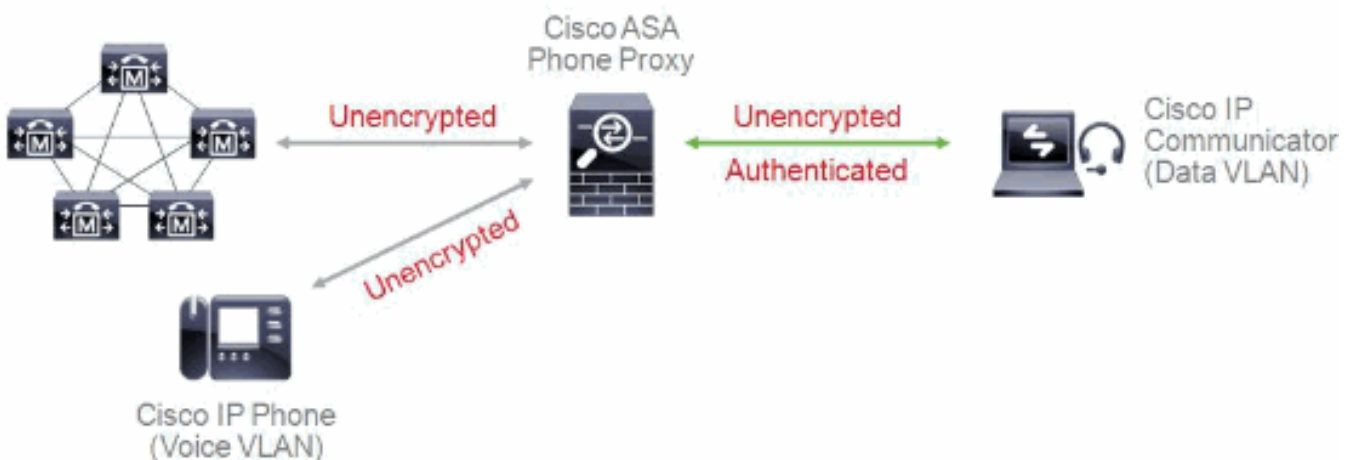 Cisco ASA
Phone Proxy
Unencrypted
Unencrypted
Authenticated
Cisco IP
Communicator
(Data VLAN)
M
M
M
M
M
Unencrypted
Cisco IP Phone
(Voice VLAN)